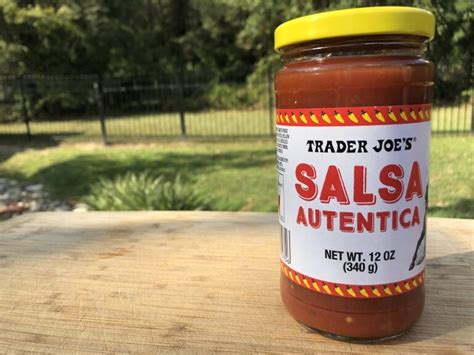 TRADER JOE'S®
SALSA
AUTENTICA
NET WT. 12 OZ
(340 g)